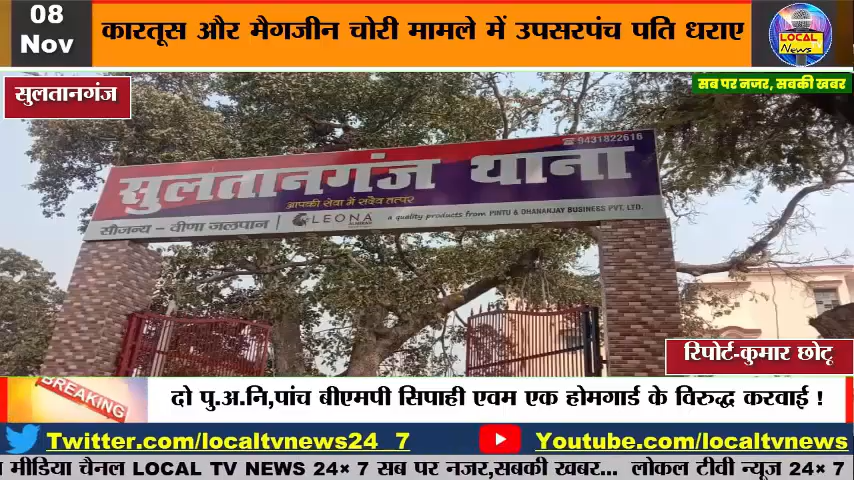 08
Nov
कारतूस और मैगजीन चोरी मामले में उपसरपंच पति धराए
LOCAL
TV
News
सब पर नजर, सबकी खबर
सुलतानगंज
9431822616
सुलतानगंज थाना
आपकी सेवा में सदैव तत्पर
सौजन्य - वीणा जलपान | LEONA a quality products from PINTU & DHANANJAY BUSINESS PVT. LTD.
रिपोर्ट-कुमार छोटू
BREAKING
दो पु.अ.नि,पांच बीएमपी सिपाही एवम एक होमगार्ड के विरुद्ध करवाई !
Twitter.com/localtvnews24_7
Youtube.com/localtvnews
मीडिया चैनल LOCAL TV NEWS 24×7 सब पर नजर,सबकी खबर... लोकल टीवी न्यूज 24×7